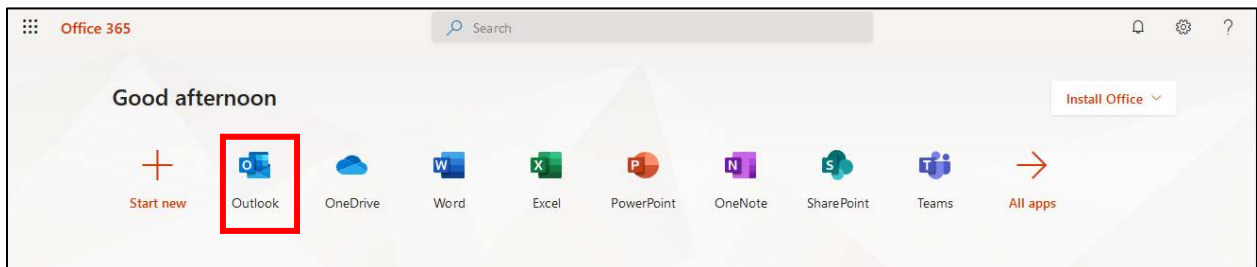 Office 365
Search
?
Good afternoon
Install Office
Start new
Outlook
OneDrive
Word
Excel
PowerPoint
OneNote
SharePoint
Teams
All apps